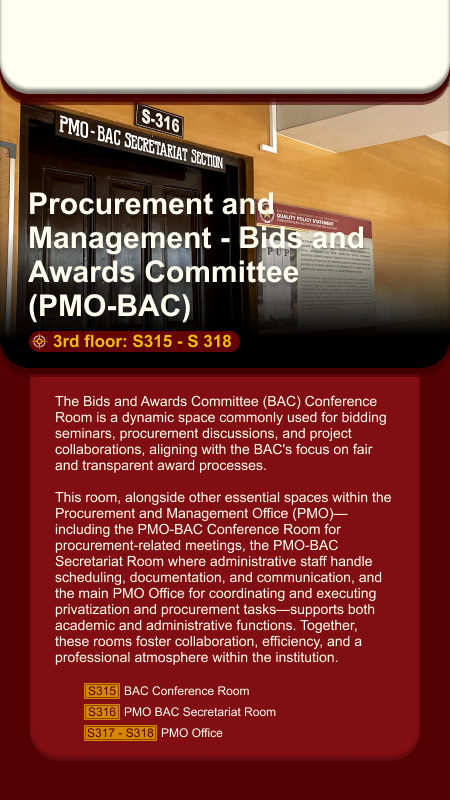 S-316
PMO-BAC SECRETARIAT SECTION
QUALITY POLICY STATEMENT
PUP
Procurement and
Management - Bids and
Awards Committee
(PMO-BAC)
3rd floor: S315 - S 318
The Bids and Awards Committee (BAC) Conference
Room is a dynamic space commonly used for bidding
seminars, procurement discussions, and project
collaborations, aligning with the BAC's focus on fair
and transparent award processes.
This room, alongside other essential spaces within the
Procurement and Management Office (PMO)—
including the PMO-BAC Conference Room for
procurement-related meetings, the PMO-BAC
Secretariat Room where administrative staff handle
scheduling, documentation, and communication, and
the main PMO Office for coordinating and executing
privatization and procurement tasks—supports both
academic and administrative functions. Together,
these rooms foster collaboration, efficiency, and a
professional atmosphere within the institution.
S315 BAC Conference Room
S316 PMO BAC Secretariat Room
S317 - S318 PMO Office